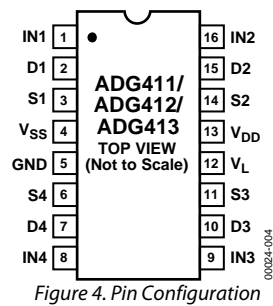 IN1 1 16 IN2
D1 2 15 D2
S1 3 14 S2
VSS 4 13 VDD
GND 5 12 VL
S4 6 11 S3
D4 7 10 D3
IN4 8 9 IN3
ADG411/
ADG412/
ADG413
TOP VIEW
(Not to Scale)
00024-004
Figure 4. Pin Configuration